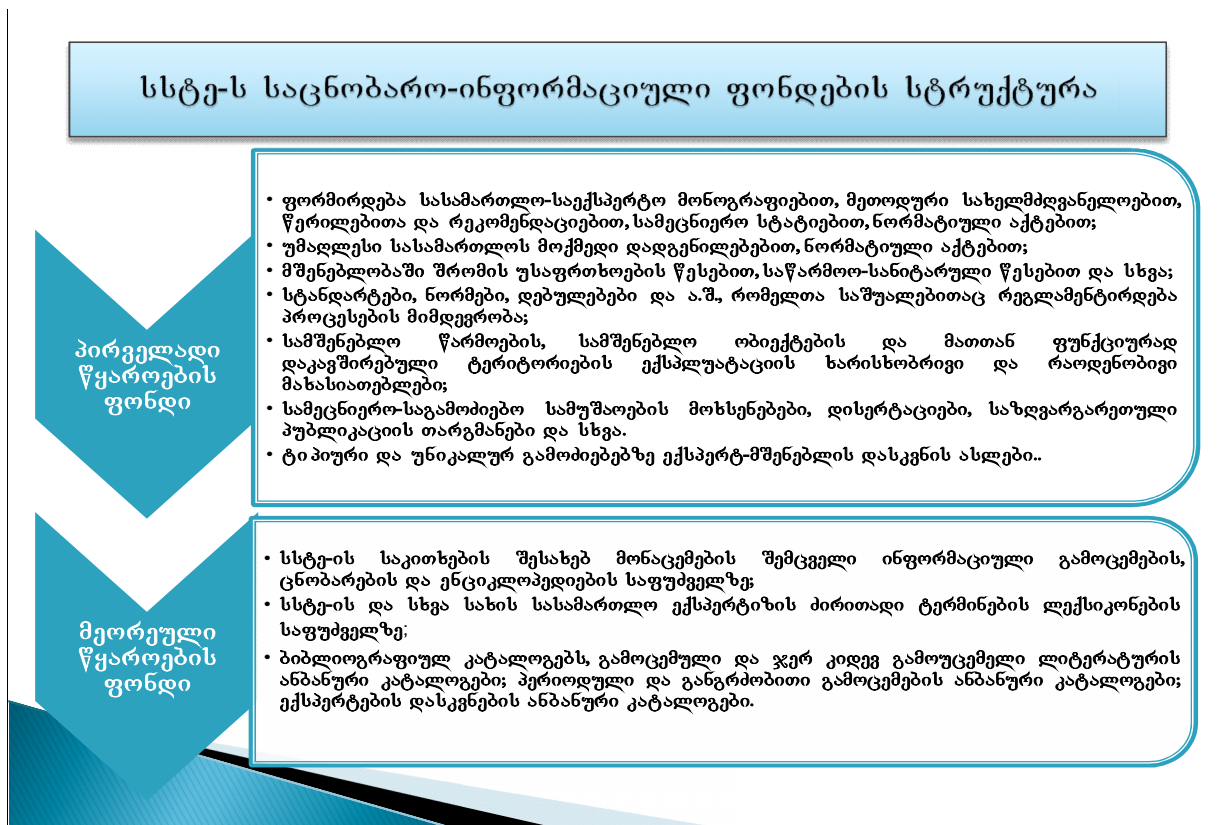 სსტე-ს საცნობარო-ინფორმაციული ფონდების სტრუქტურა
პირველადი
წყაროების
ფონდი
• ფორმირდება სასამართლო-საექსპერტო მონოგრაფიებით, მეთოდური სახელმძღვანელოებით,
წერილებითა და რეკომენდაციებით, სამეცნიერო სტატიებით, ნორმატიული აქტებით;
• უმაღლესი სასამართლოს მოქმედი დადგენილებებით, ნორმატიული აქტებით;
• მშენებლობაში შრომის უსაფრთხოების წესებით, საწარმოო-სანიტარული წესებით და სხვა;
• სტანდარტები, ნორმები, დებულებები და ა.შ., რომელთა საშუალებითაც რეგლამენტირდება
პროცესების მიმდევრობა;
• სამშენებლო წარმოების, სამშენებლო ობიექტების და მათთან ფუნქციურად
დაკავშირებული ტერიტორიების ექსპლუატაციის ხარისხობრივი და რაოდენობივი
მახასიათებლები;
• სამეცნიერო-საგამოძიებო სამუშაოების მოხსენებები, დისერტაციები, საზღვარგარეთული
პუბლიკაციის თარგმანები და სხვა.
• ტიპიური და უნიკალურ გამოძიებებზე ექსპერტ-მშენებლის დასკვნის ასლები..
მეორეული
წყაროების
ფონდი
• სსტე-ის საკითხების შესახებ მონაცემების შემცველი ინფორმაციული გამოცემების,
ცნობარების და ენციკლოპედიების საფუძველზე;
• სსტე-ის და სხვა სახის სასამართლო ექსპერტიზის ძირითადი ტერმინების ლექსიკონების
საფუძველზე;
• ბიბლიოგრაფიულ კატალოგებს, გამოცემული და ჯერ კიდევ გამოუცემელი ლიტერატურის
ანბანური კატალოგები; პერიოდული და განგრძობითი გამოცემების ანბანური კატალოგები;
ექსპერტების დასკვნების ანბანური კატალოგები.